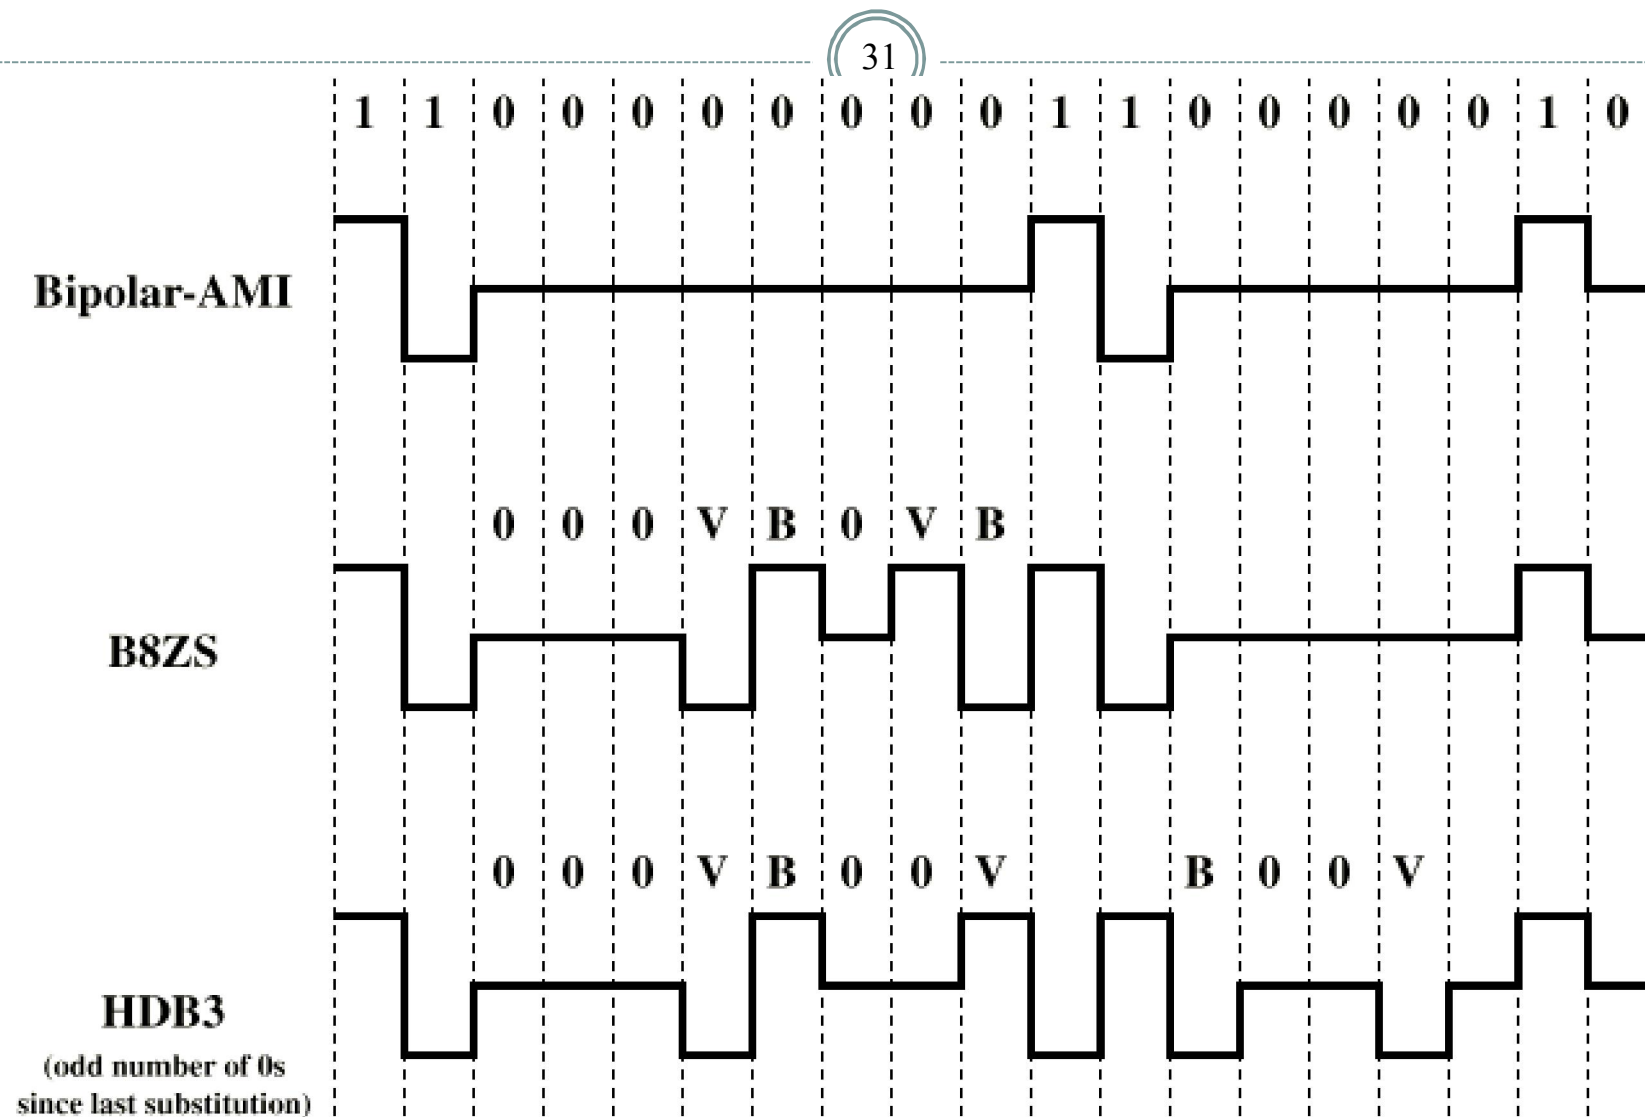 31
1 1 0 0 0 0 0 0 0 0 1 1 0 0 0 0 0 1 0
Bipolar-AMI
0 0 0 V B 0 V B
B8ZS
0 0 0 V B 0 0 V B 0 0 V
HDB3
(odd number of 0s
since last substitution)